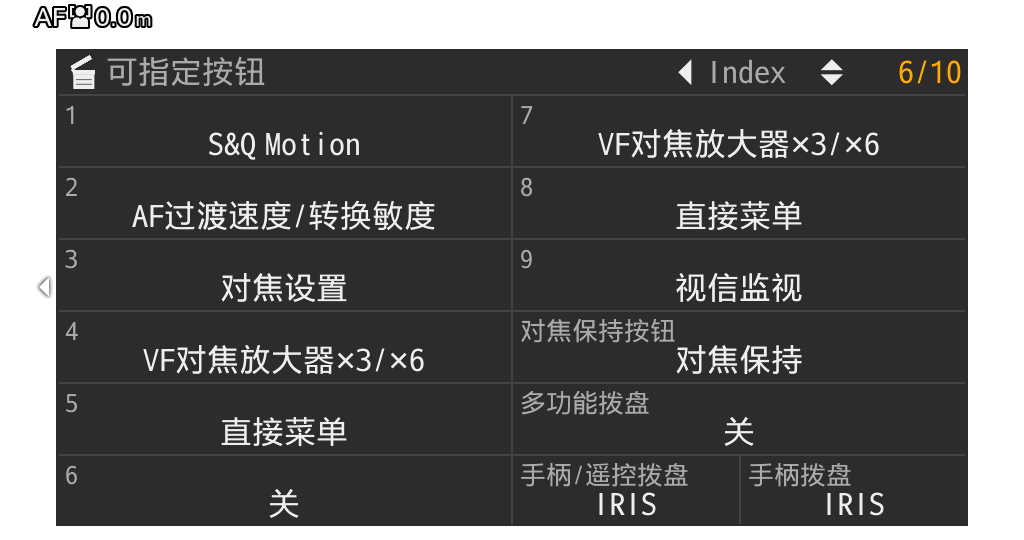 AF 0.0m
可指定按钮
Index
6/10
1
S&Q Motion
2
AF过渡速度/转换敏度
3
对焦设置
4
VF对焦放大器×3/×6
5
直接菜单
6
关
7
VF对焦放大器×3/×6
8
直接菜单
9
视信监视
对焦保持按钮
对焦保持
多功能拨盘
关
手柄/遥控拨盘
IRIS
手柄拨盘
IRIS